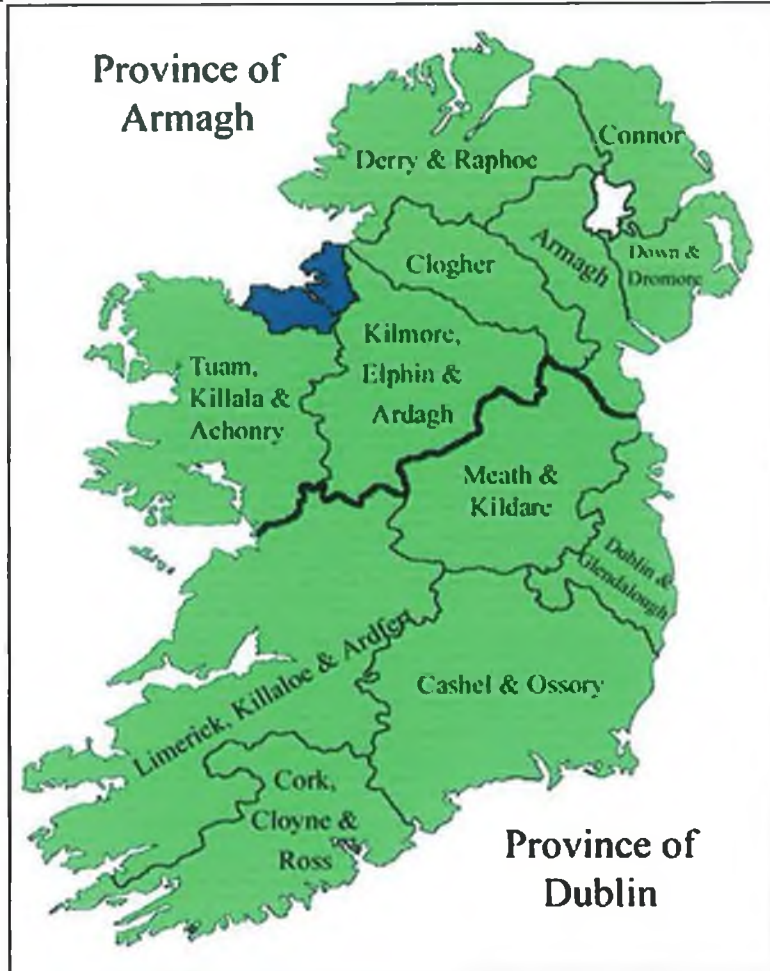 Province of
Armagh
Connor
Derry & Raphoe
Armagh
Down &
Dromore
Clogher
Kilmore,
Elphin &
Ardagh
Tuam,
Killala &
Achonry
Meath &
Kildare
Dublin &
Glendalough
Limerick, Killaloe & Ardfert
Cashel & Ossory
Cork,
Cloyne &
Ross
Province of
Dublin